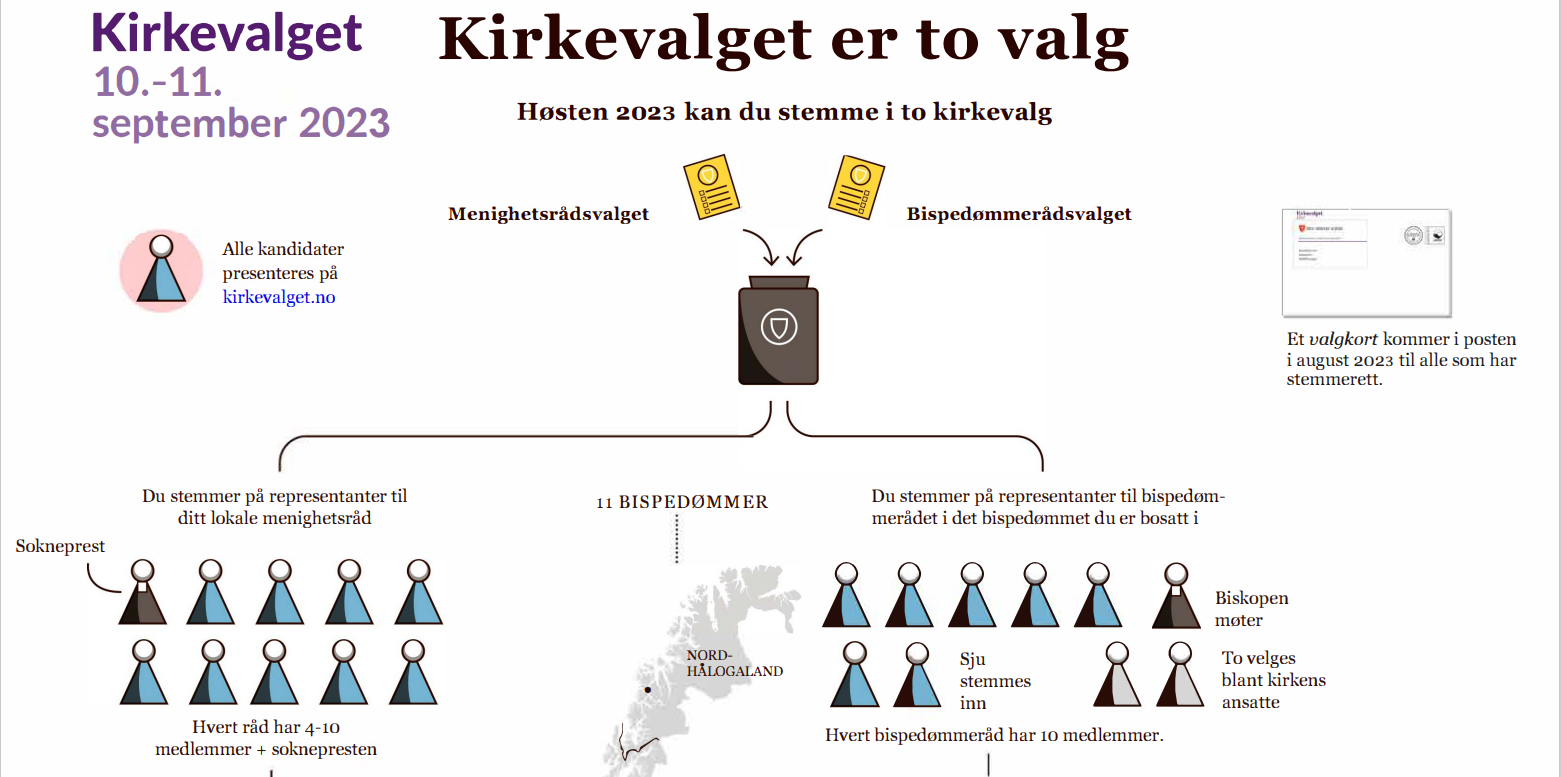 Kirkevalget
10.-11.
september 2023
Kirkevalget er to valg
Høsten 2023 kan du stemme i to kirkevalg
Menighetsrådsvalget
Bispedømmerådsvalget
Alle kandidater
presenteres på
kirkevalget.no
Kirkevalget
Et valgkort kommer i posten
i august 2023 til alle som har
stemmerett.
Du stemmer på representanter til
ditt lokale menighetsråd
11 BISPEDØMMER
Du stemmer på representanter til bispedøm-
merådet i det bispedømmet du er bosatt i
Sokneprest
Biskopen
møter
NORD-
HÅLOGALAND
Sju
stemmes
inn
To velges
blant kirkens
ansatte
Hvert råd har 4-10
medlemmer + soknepresten
Hvert bispedømmeråd har 10 medlemmer.